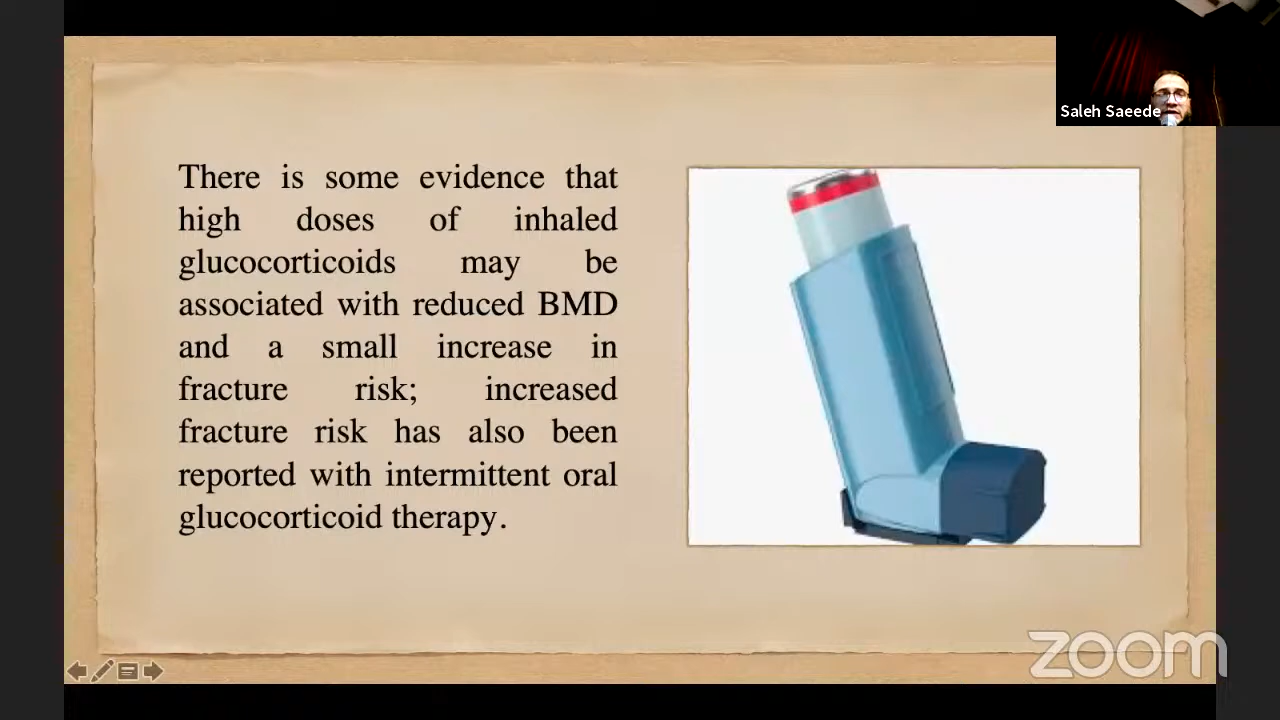 Saleh Saeede
There is some evidence that
high doses of inhaled
glucocorticoids may be
associated with reduced BMD
and a small increase in
fracture risk; increased
fracture risk has also been
reported with intermittent oral
glucocorticoid therapy.
zoom